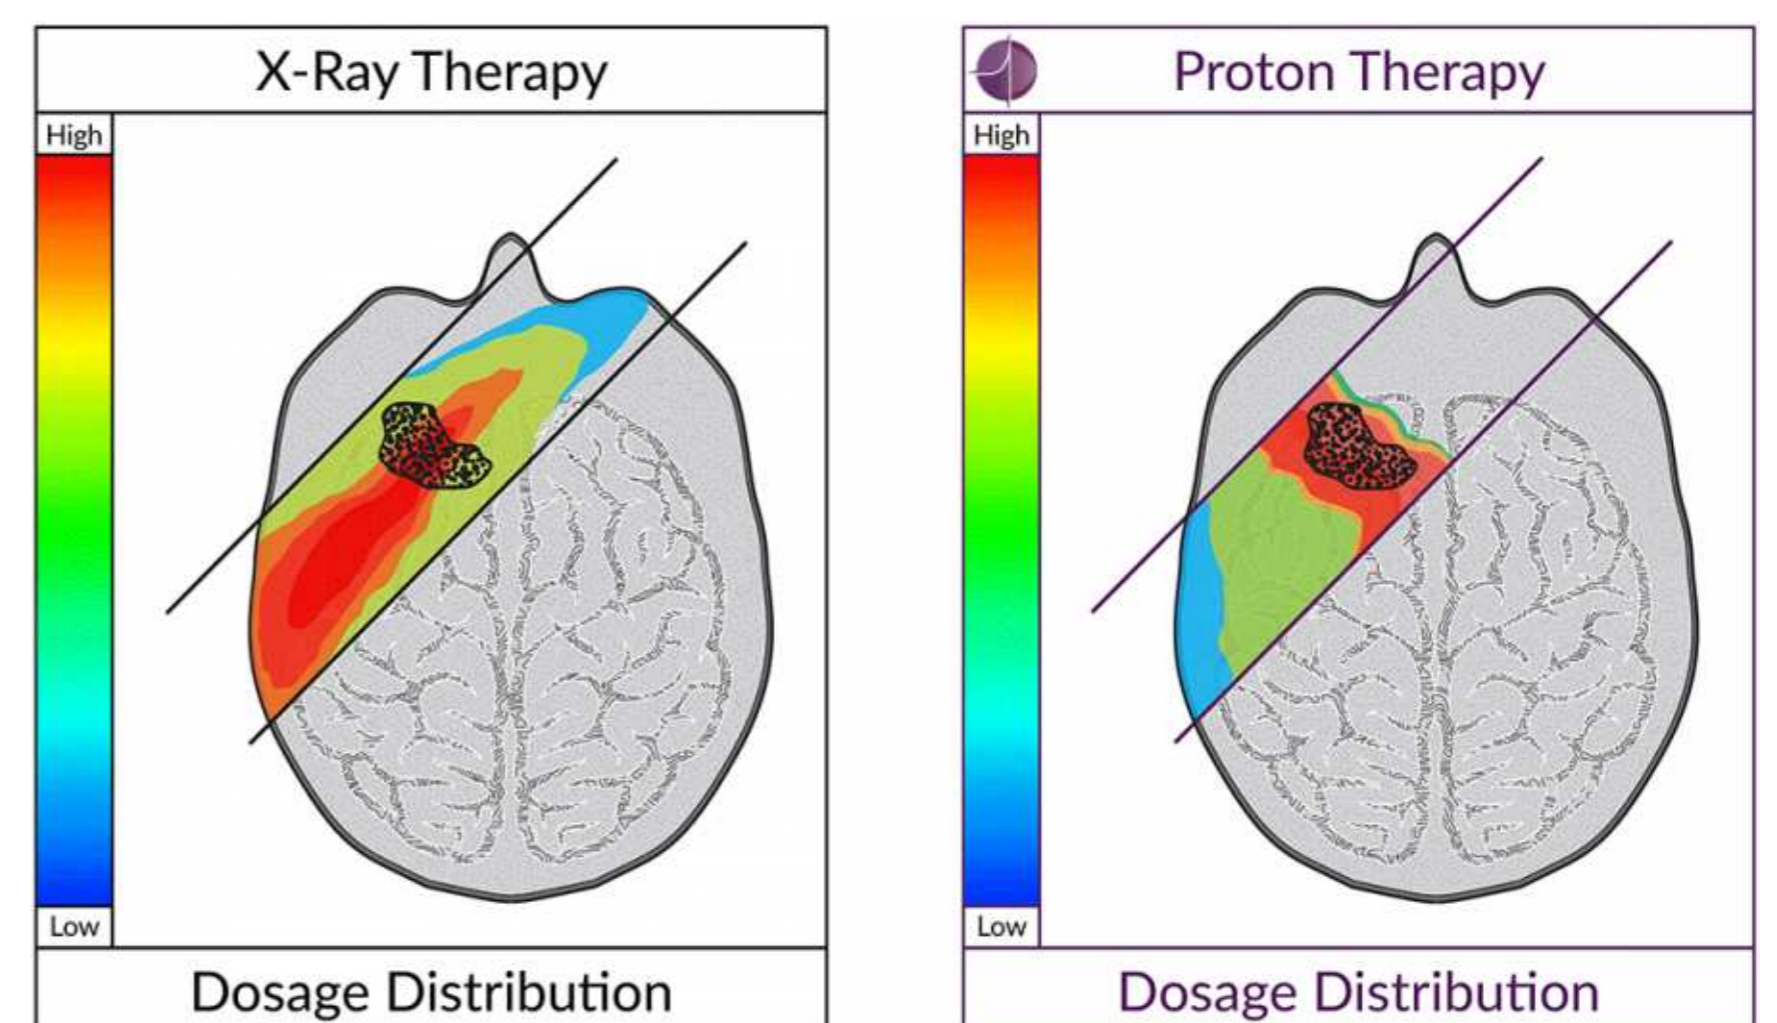 X-Ray Therapy
High
Low
Dosage Distribution
Proton Therapy
High
Low
Dosage Distribution